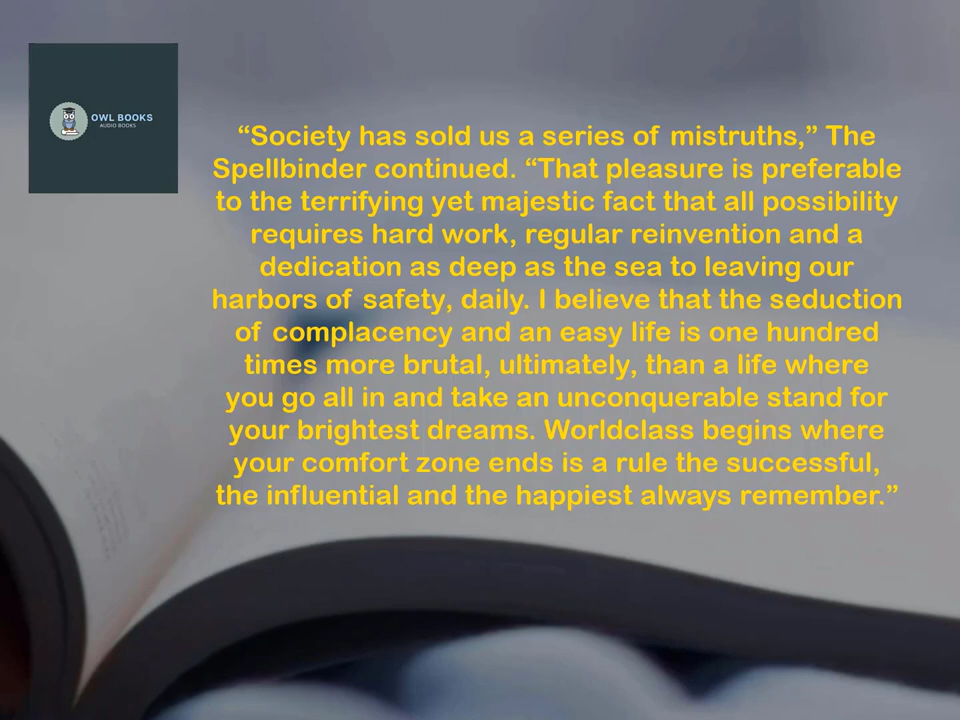 OWL BOOKS
AUDIO BOOKS
“Society has sold us a series of mistruths,” The
Spellbinder continued. “That pleasure is preferable
to the terrifying yet majestic fact that all possibility
requires hard work, regular reinvention and a
dedication as deep as the sea to leaving our
harbors of safety, daily. I believe that the seduction
of complacency and an easy life is one hundred
times more brutal, ultimately, than a life where
you go all in and take an unconquerable stand for
your brightest dreams. Worldclass begins where
your comfort zone ends is a rule the successful,
the influential and the happiest always remember.”